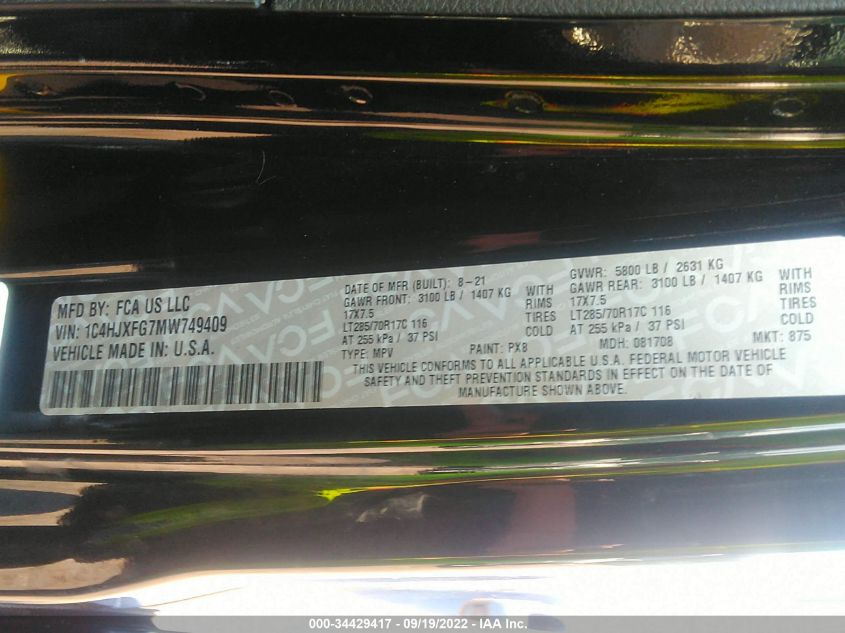 MFD BY: FCA US LLC
VIN: 1C4HJXFG7MW749409
VEHICLE MADE IN: U.S.A.
DATE OF MFR (BUILT): 8-21
GAWR FRONT: 3100 LB / 1407 KG WITH
17X7.5 RIMS
LT285/70R17C 116 TIRES
AT 255 kPa / 37 PSI COLD
GVWR: 5800 LB / 2631 KG
GAWR REAR: 3100 LB / 1407 KG WITH
17X7.5 RIMS
LT285/70R17C 116 TIRES
AT 255 kPa / 37 PSI COLD
TYPE: MPV PAINT: PX8 MDH: 081708 MKT: 875
THIS VEHICLE CONFORMS TO ALL APPLICABLE U.S.A. FEDERAL MOTOR VEHICLE
SAFETY AND THEFT PREVENTION STANDARDS IN EFFECT ON THE DATE OF
MANUFACTURE SHOWN ABOVE.
000-34429417 - 09/19/2022 - IAA Inc.